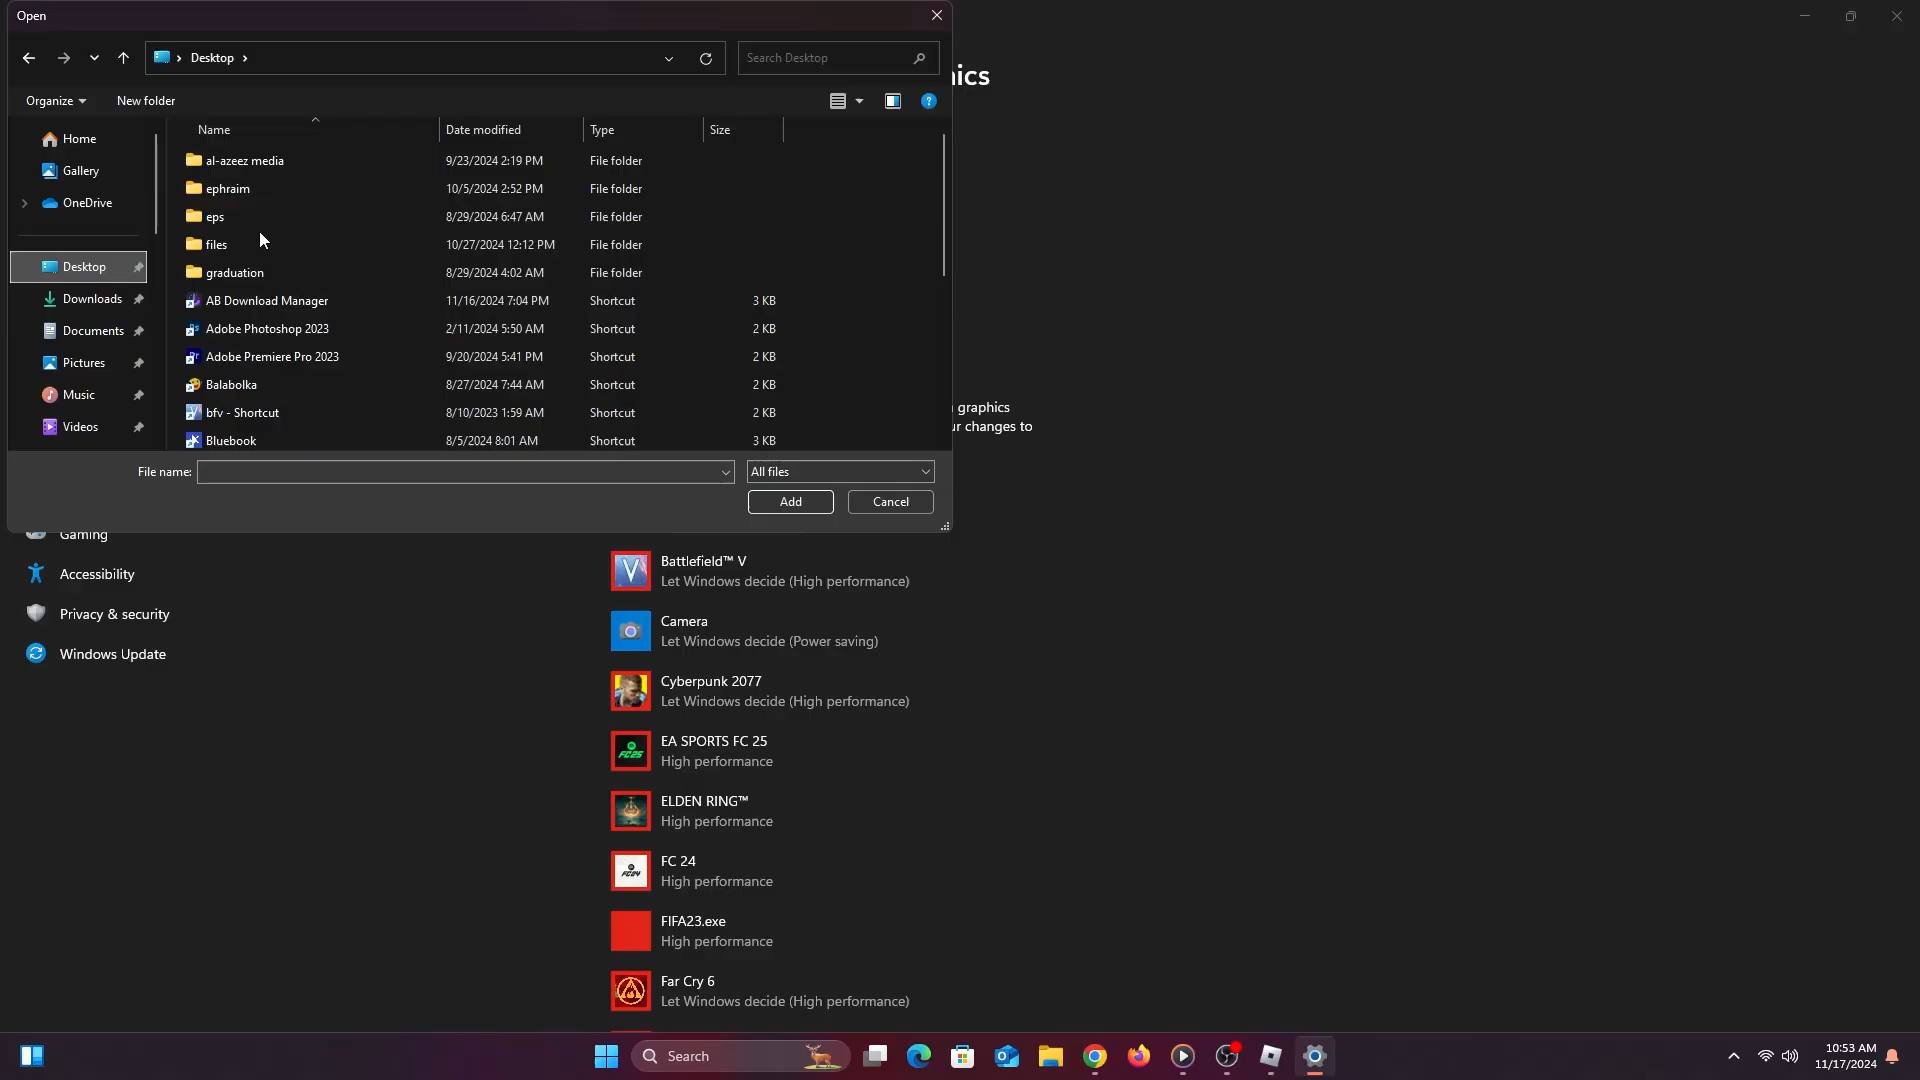 Open
Desktop
Search Desktop
ics
Organize
New folder
Name
Date modified
Type
Size
Home
Gallery
OneDrive
Desktop
Downloads
Documents
Pictures
Music
Videos
al-azeez media 9/23/2024 2:19 PM File folder
ephraim 10/5/2024 2:52 PM File folder
eps 8/29/2024 6:47 AM File folder
files 10/27/2024 12:12 PM File folder
graduation 8/29/2024 4:02 AM File folder
AB Download Manager 11/16/2024 7:04 PM Shortcut 3 KB
Adobe Photoshop 2023 2/11/2024 5:50 AM Shortcut 2 KB
Adobe Premiere Pro 2023 9/20/2024 5:41 PM Shortcut 2 KB
Balabolka 8/27/2024 7:44 AM Shortcut 2 KB
bfv - Shortcut 8/10/2023 1:59 AM Shortcut 2 KB
Bluebook 8/5/2024 8:01 AM Shortcut 3 KB
graphics
ur changes to
File name:
All files
Add
Cancel
Gaming
Accessibility
Privacy & security
Windows Update
Battlefield™ V
Let Windows decide (High performance)
Camera
Let Windows decide (Power saving)
Cyberpunk 2077
Let Windows decide (High performance)
EA SPORTS FC 25
High performance
ELDEN RING™
High performance
FC 24
High performance
FIFA23.exe
High performance
Far Cry 6
Let Windows decide (High performance)
Search
10:53 AM
11/17/2024